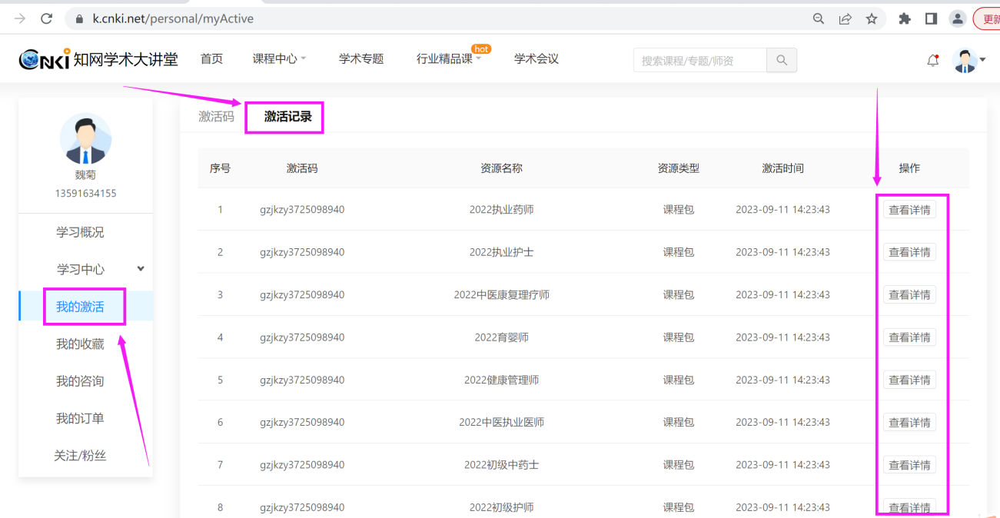 k.cnki.net/personal/myActive
更新
CNKI 知网学术大讲堂 首页 课程中心 学术专题 行业精品课 hot 学术会议 搜索课程/专题/师资
激活码 激活记录
魏菊
13591634155
学习概况
学习中心
我的激活
我的收藏
我的咨询
我的订单
关注/粉丝
序号 激活码 资源名称 资源类型 激活时间 操作
1 gzjkzy3725098940 2022执业药师 课程包 2023-09-11 14:23:43 查看详情
2 gzjkzy3725098940 2022执业护士 课程包 2023-09-11 14:23:43 查看详情
3 gzjkzy3725098940 2022中医康复理疗师 课程包 2023-09-11 14:23:43 查看详情
4 gzjkzy3725098940 2022育婴师 课程包 2023-09-11 14:23:43 查看详情
5 gzjkzy3725098940 2022健康管理师 课程包 2023-09-11 14:23:43 查看详情
6 gzjkzy3725098940 2022中医执业医师 课程包 2023-09-11 14:23:43 查看详情
7 gzjkzy3725098940 2022初级中药士 课程包 2023-09-11 14:23:43 查看详情
8 gzjkzy3725098940 2022初级护师 课程包 2023-09-11 14:23:43 查看详情